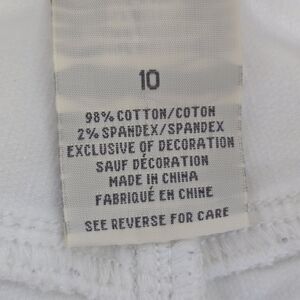 10
98% COTTON/COTON
2% SPANDEX/SPANDEX
EXCLUSIVE OF DECORATION
SAUF DÉCORATION
MADE IN CHINA
FABRIQUÉ EN CHINE
SEE REVERSE FOR CARE